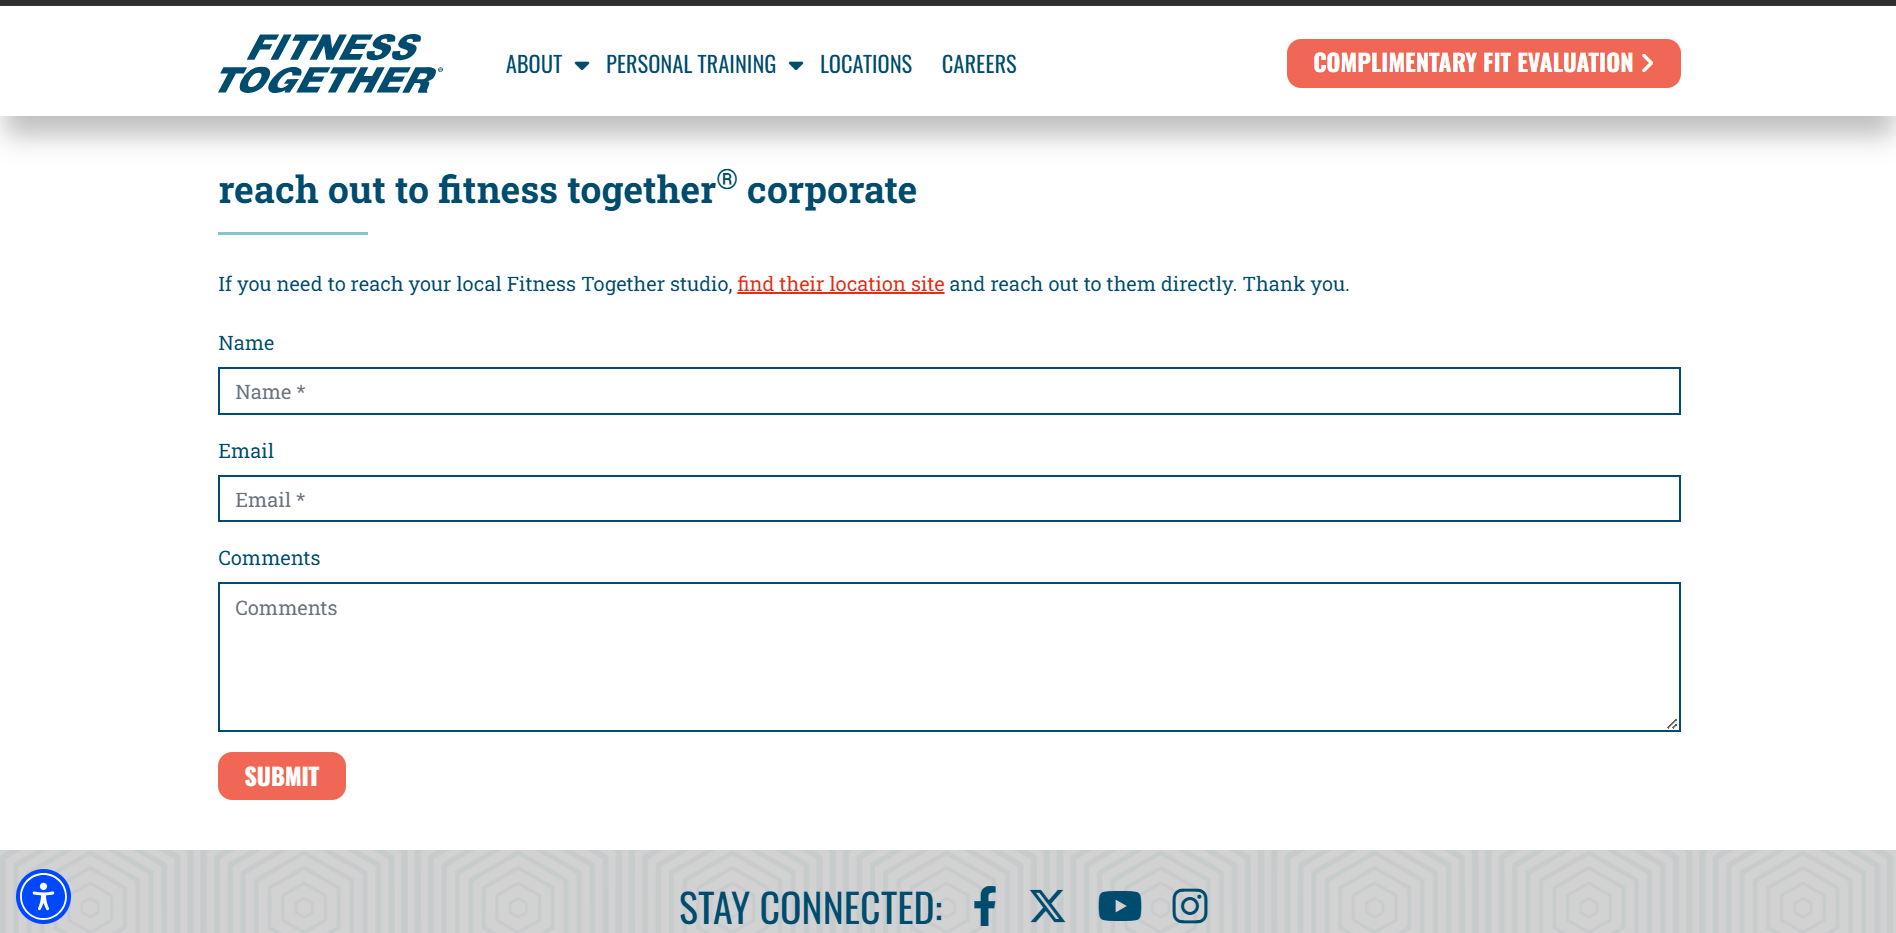 FITNESS
TOGETHER®
ABOUT PERSONAL TRAINING LOCATIONS CAREERS
COMPLIMENTARY FIT EVALUATION
reach out to fitness together® corporate
If you need to reach your local Fitness Together studio, find their location site and reach out to them directly. Thank you.
Name
Name *
Email
Email *
Comments
Comments
SUBMIT
STAY CONNECTED: